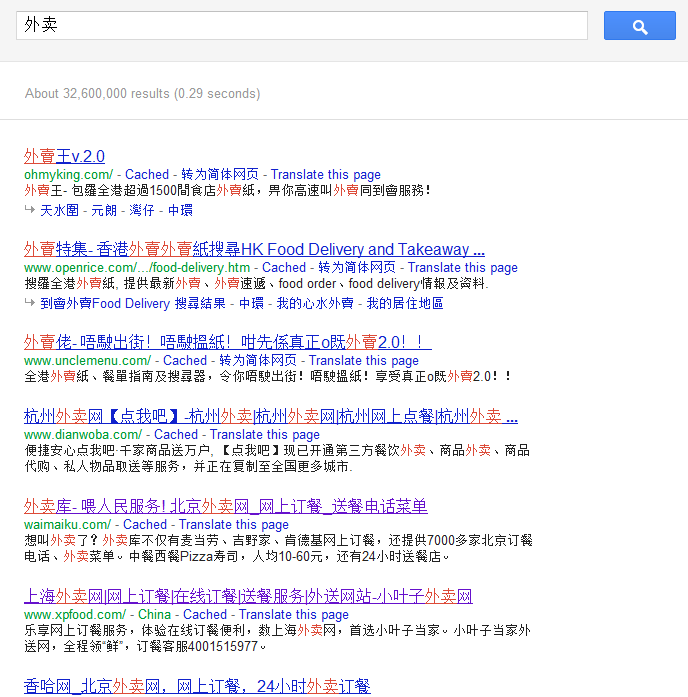 外卖
About 32,600,000 results (0.29 seconds)
外賣王v.2.0
ohmyking.com/ - Cached - 转为简体网页 - Translate this page
外賣王- 包羅全港超過1500間食店外賣紙，畀你高速叫外賣同到會服務!
天水圍 - 元朗 - 灣仔 - 中環
外賣特集- 香港外賣外賣紙搜尋HK Food Delivery and Takeaway ...
www.openrice.com/.../food-delivery.htm - Cached - 转为简体网页 - Translate this page
搜羅全港外賣紙, 提供最新外賣、外賣速遞、food order、food delivery情報及資料.
到會外賣Food Delivery 搜尋結果 - 中環 - 我的心水外賣 - 我的居住地區
外賣佬- 唔駛出街！唔駛搵紙！咁先係真正o既外賣2.0！！
www.unclemenu.com/ - Cached - 转为简体网页 - Translate this page
全港外賣紙、餐單指南及搜尋器，令你唔駛出街！唔駛搵紙！享受真正o既外賣2.0！！
杭州外卖网【点我吧】-杭州外卖|杭州外卖网|杭州网上点餐|杭州外卖 ...
www.dianwoba.com/ - Cached - Translate this page
便捷安心点我吧·千家商品送万户, 【点我吧】现已开通第三方餐饮外卖、商品外卖、商品
代购、私人物品取送等服务，并正在复制至全国更多城市.
外卖库- 喂人民服务! 北京外卖网_网上订餐_送餐电话菜单
waimaiku.com/ - Cached - Translate this page
想叫外卖了？外卖库不仅有麦当劳、吉野家、肯德基网上订餐，还提供7000多家北京订餐
电话、外卖菜单。中餐西餐Pizza寿司，人均10-60元，还有24小时送餐店。
上海外卖网|网上订餐|在线订餐|送餐服务|外送网站-小叶子外卖网
www.xpfood.com/ - China - Cached - Translate this page
乐享网上订餐服务，体验在线订餐便利，数上海外卖网，首选小叶子当家。小叶子当家外
送网，全程领“鲜”，订餐客服4001515977。
香哈网_北京外卖网，网上订餐，24小时外卖订餐